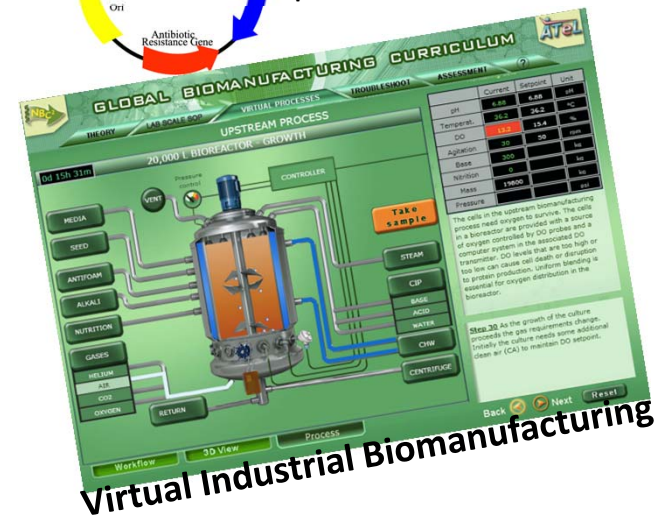 Ori
Antibiotic
Resistance Gene
NBC²
ATeL
GLOBAL BIOMANUFACTURING CURRICULUM
THEORY
LAB SCALE SOP
VIRTUAL PROCESSES
TROUBLESHOOT
ASSESSMENT
?
UPSTREAM PROCESS
20,000 L BIOREACTOR - GROWTH
0d 15h 31m
Pressure
control
VENT
CONTROLLER
MEDIA
SEED
ANTIFOAM
ALKALI
NUTRITION
GASES
HELIUM
AIR
CO2
OXYGEN
RETURN
Take
sample
STEAM
CIP
BASE
ACID
WATER
CHW
CENTRIFUGE
Current Setpoint Unit
pH 6.88 6.88 pH
Temperat. 36.2 36.2 °C
DO 13.2 15.4 %
Agitation 30 50 rpm
Base 300 kg
Nitrition 0 kg
Mass 19800 kg
Pressure
The cells in the upstream biomanufacturing
process need oxygen to survive. The cells
in a bioreactor are provided with a source
of oxygen controlled by DO probes and a
computer system in the associated DO
transmitter. DO levels that are too high or
too low can cause cell death or disruption
to protein production. Uniform blending is
essential for oxygen distribution in the
bioreactor.
Step 30 As the growth of the culture
proceeds the gas requirements change.
Initially the culture needs some additional
clean air (CA) to maintain DO setpoint.
Back Next Reset
Workflow
3D View
Process
Virtual Industrial Biomanufacturing